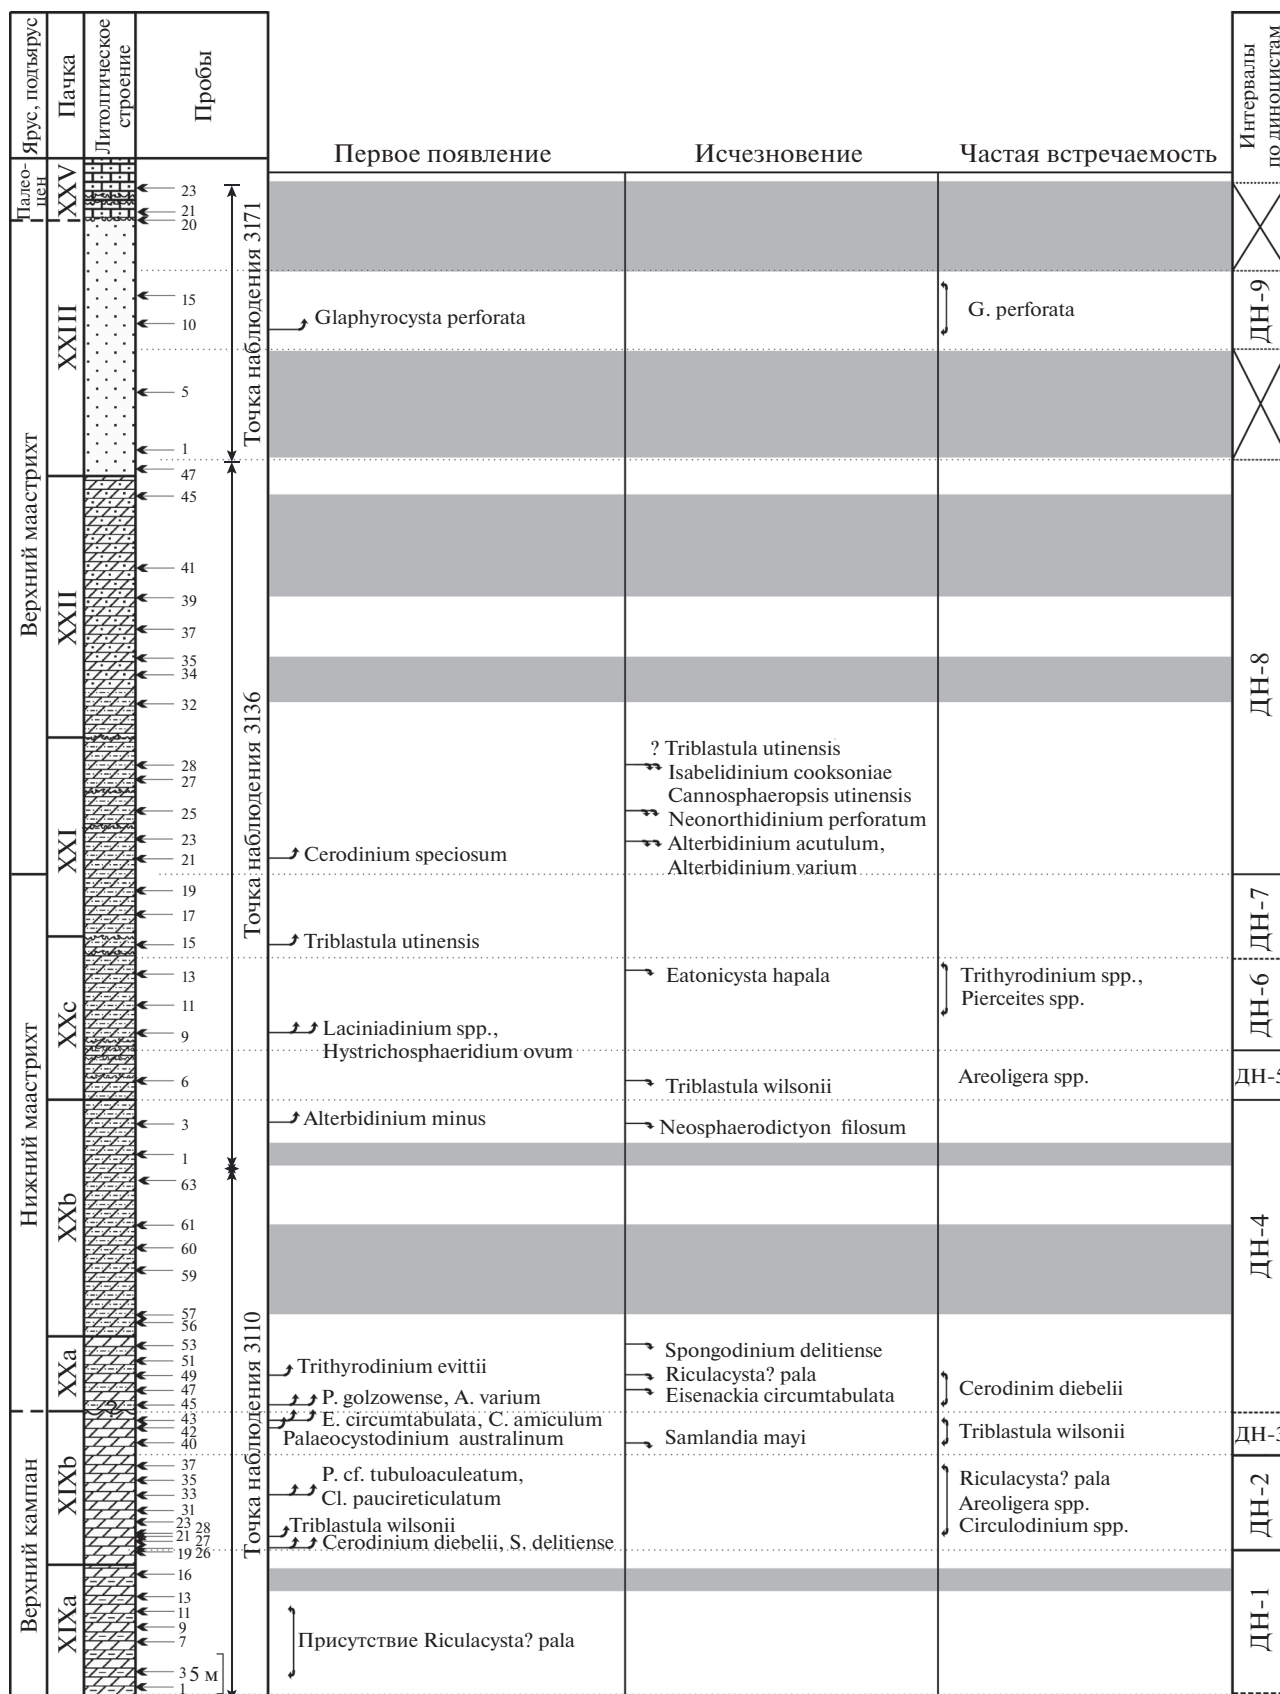 Ярус, подъярус
Пачка
Литолгическое
строение
Пробы
Первое появление
Исчезновение
Частая встречаемость
Интервалы
по диноцистам
Палео-
цен
Верхний маастрихт
Нижний маастрихт
Верхний кампан
XXV
XXIII
XXII
XXI
XXc
XXb
XXa
XIXb
XIXa
23
21
20
15
10
5
1
47
45
41
39
37
35
34
32
28
27
25
23
21
19
17
15
13
11
9
6
3
1
63
61
60
59
57
56
53
51
49
47
45
43
42
40
37
35
33
31
23 28
21 27
19 26
16
13
11
9
7
3
1
5 м
Точка наблюдения 3171
Точка наблюдения 3136
Точка наблюдения 3110
Glaphyrocysta perforata
Cerodinium speciosum
Triblastula utinensis
Laciniadinium spp.,
Hystrichosphaeridium ovum
Alterbidinium minus
Trithyrodinium evittii
P. golzowense, A. varium
E. circumtabulata, C. amiculum
Palaeocystodinium australinum
P. cf. tubuloaculeatum,
Cl. paucireticulatum
Triblastula wilsonii
Cerodinium diebelii, S. delitiense
Присутствие Riculacysta? pala
? Triblastula utinensis
Isabelidinium cooksoniae
Cannosphaeropsis utinensis
Neonorthidinium perforatum
Alterbidinium acutulum,
Alterbidinium varium
Eatonicysta hapala
Triblastula wilsonii
Neosphaerodictyon filosum
Spongodinium delitiense
Riculacysta? pala
Eisenackia circumtabulata
Samlandia mayi
G. perforata
Trithyrodinium spp.,
Pierceites spp.
Areoligera spp.
Cerodinim diebelii
Triblastula wilsonii
Riculacysta? pala
Areoligera spp.
Circulodinium spp.
ДН-9
ДН-8
ДН-7
ДН-6
ДН-5
ДН-4
ДН-3
ДН-2
ДН-1
?